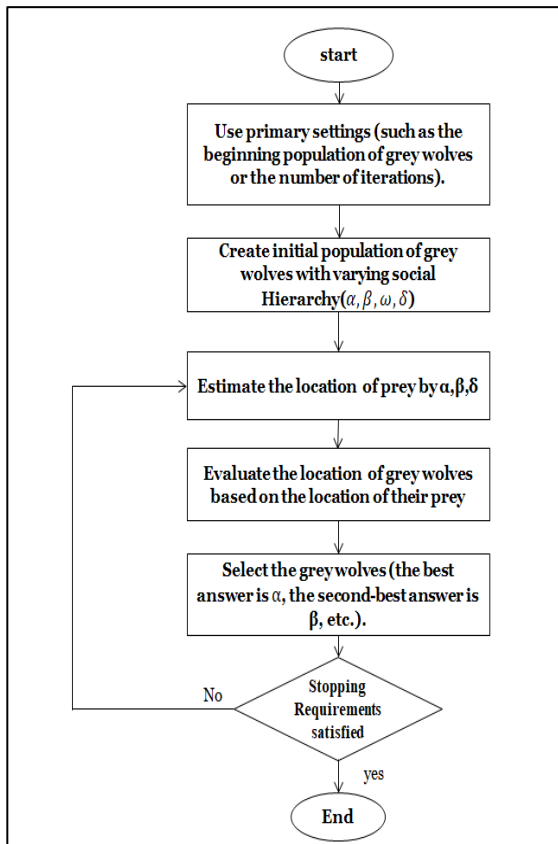 start
Use primary settings (such as the
beginning population of grey wolves
or the number of iterations).
Create initial population of grey
wolves with varying social
Hierarchy(α, β, ω, δ)
Estimate the location of prey by α,β,δ
Evaluate the location of grey wolves
based on the location of their prey
Select the grey wolves (the best
answer is α, the second-best answer is
β, etc.).
No
Stopping
Requirements
satisfied
yes
End